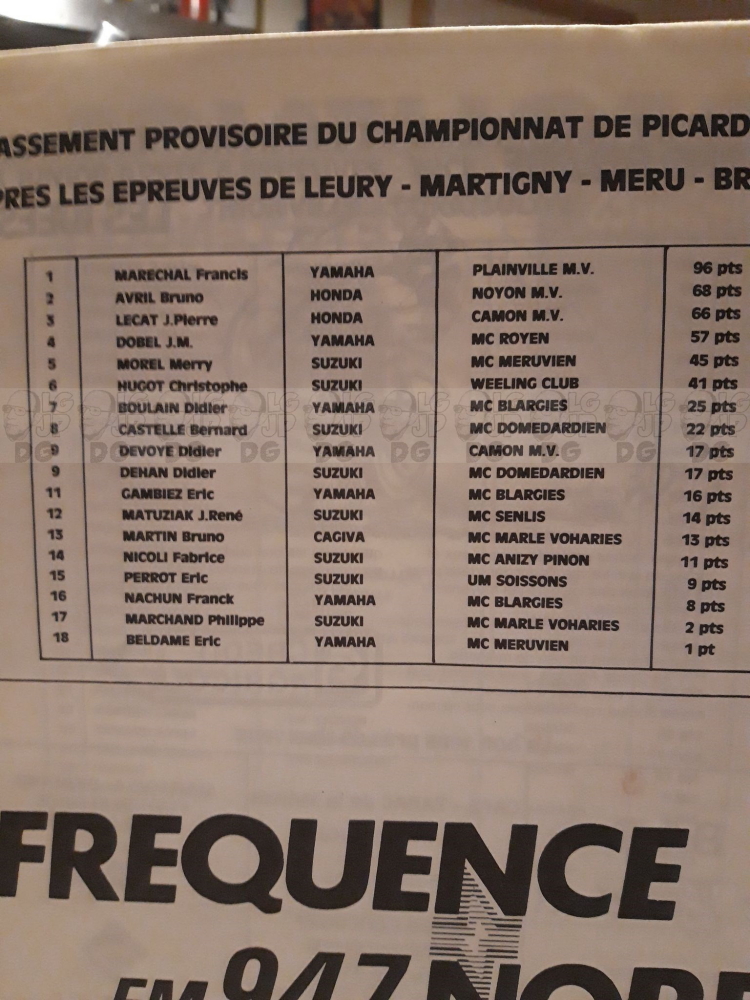 ASSEMENT PROVISOIRE DU CHAMPIONNAT DE PICARD
PRES LES EPREUVES DE LEURY - MARTIGNY - MERU - BR
1 MARECHAL Francis YAMAHA PLAINVILLE M.V. 96 pts
2 AVRIL Bruno HONDA NOYON M.V. 68 pts
3 LECAT J.Pierre HONDA CAMON M.V. 66 pts
4 DOBEL J.M. YAMAHA MC ROYEN 57 pts
5 MOREL Merry SUZUKI MC MERUVIEN 45 pts
6 HUGOT Christophe SUZUKI WEELING CLUB 41 pts
7 BOULAIN Didier YAMAHA MC BLARGIES 25 pts
8 CASTELLE Bernard SUZUKI MC DOMEDARDIEN 22 pts
9 DEVOYE Didier YAMAHA CAMON M.V. 17 pts
9 DEHAN Didier SUZUKI MC DOMEDARDIEN 17 pts
11 GAMBIEZ Eric YAMAHA MC BLARGIES 16 pts
12 MATUZIAK J.René SUZUKI MC SENLIS 14 pts
13 MARTIN Bruno CAGIVA MC MARLE VOHARIES 13 pts
14 NICOLI Fabrice SUZUKI MC ANIZY PINON 11 pts
15 PERROT Eric SUZUKI UM SOISSONS 9 pts
16 NACHUN Franck YAMAHA MC BLARGIES 8 pts
17 MARCHAND Philippe SUZUKI MC MARLE VOHARIES 2 pts
18 BELDAME Eric YAMAHA MC MERUVIEN 1 pt
FREQUENCE
FM 94.7 NORD